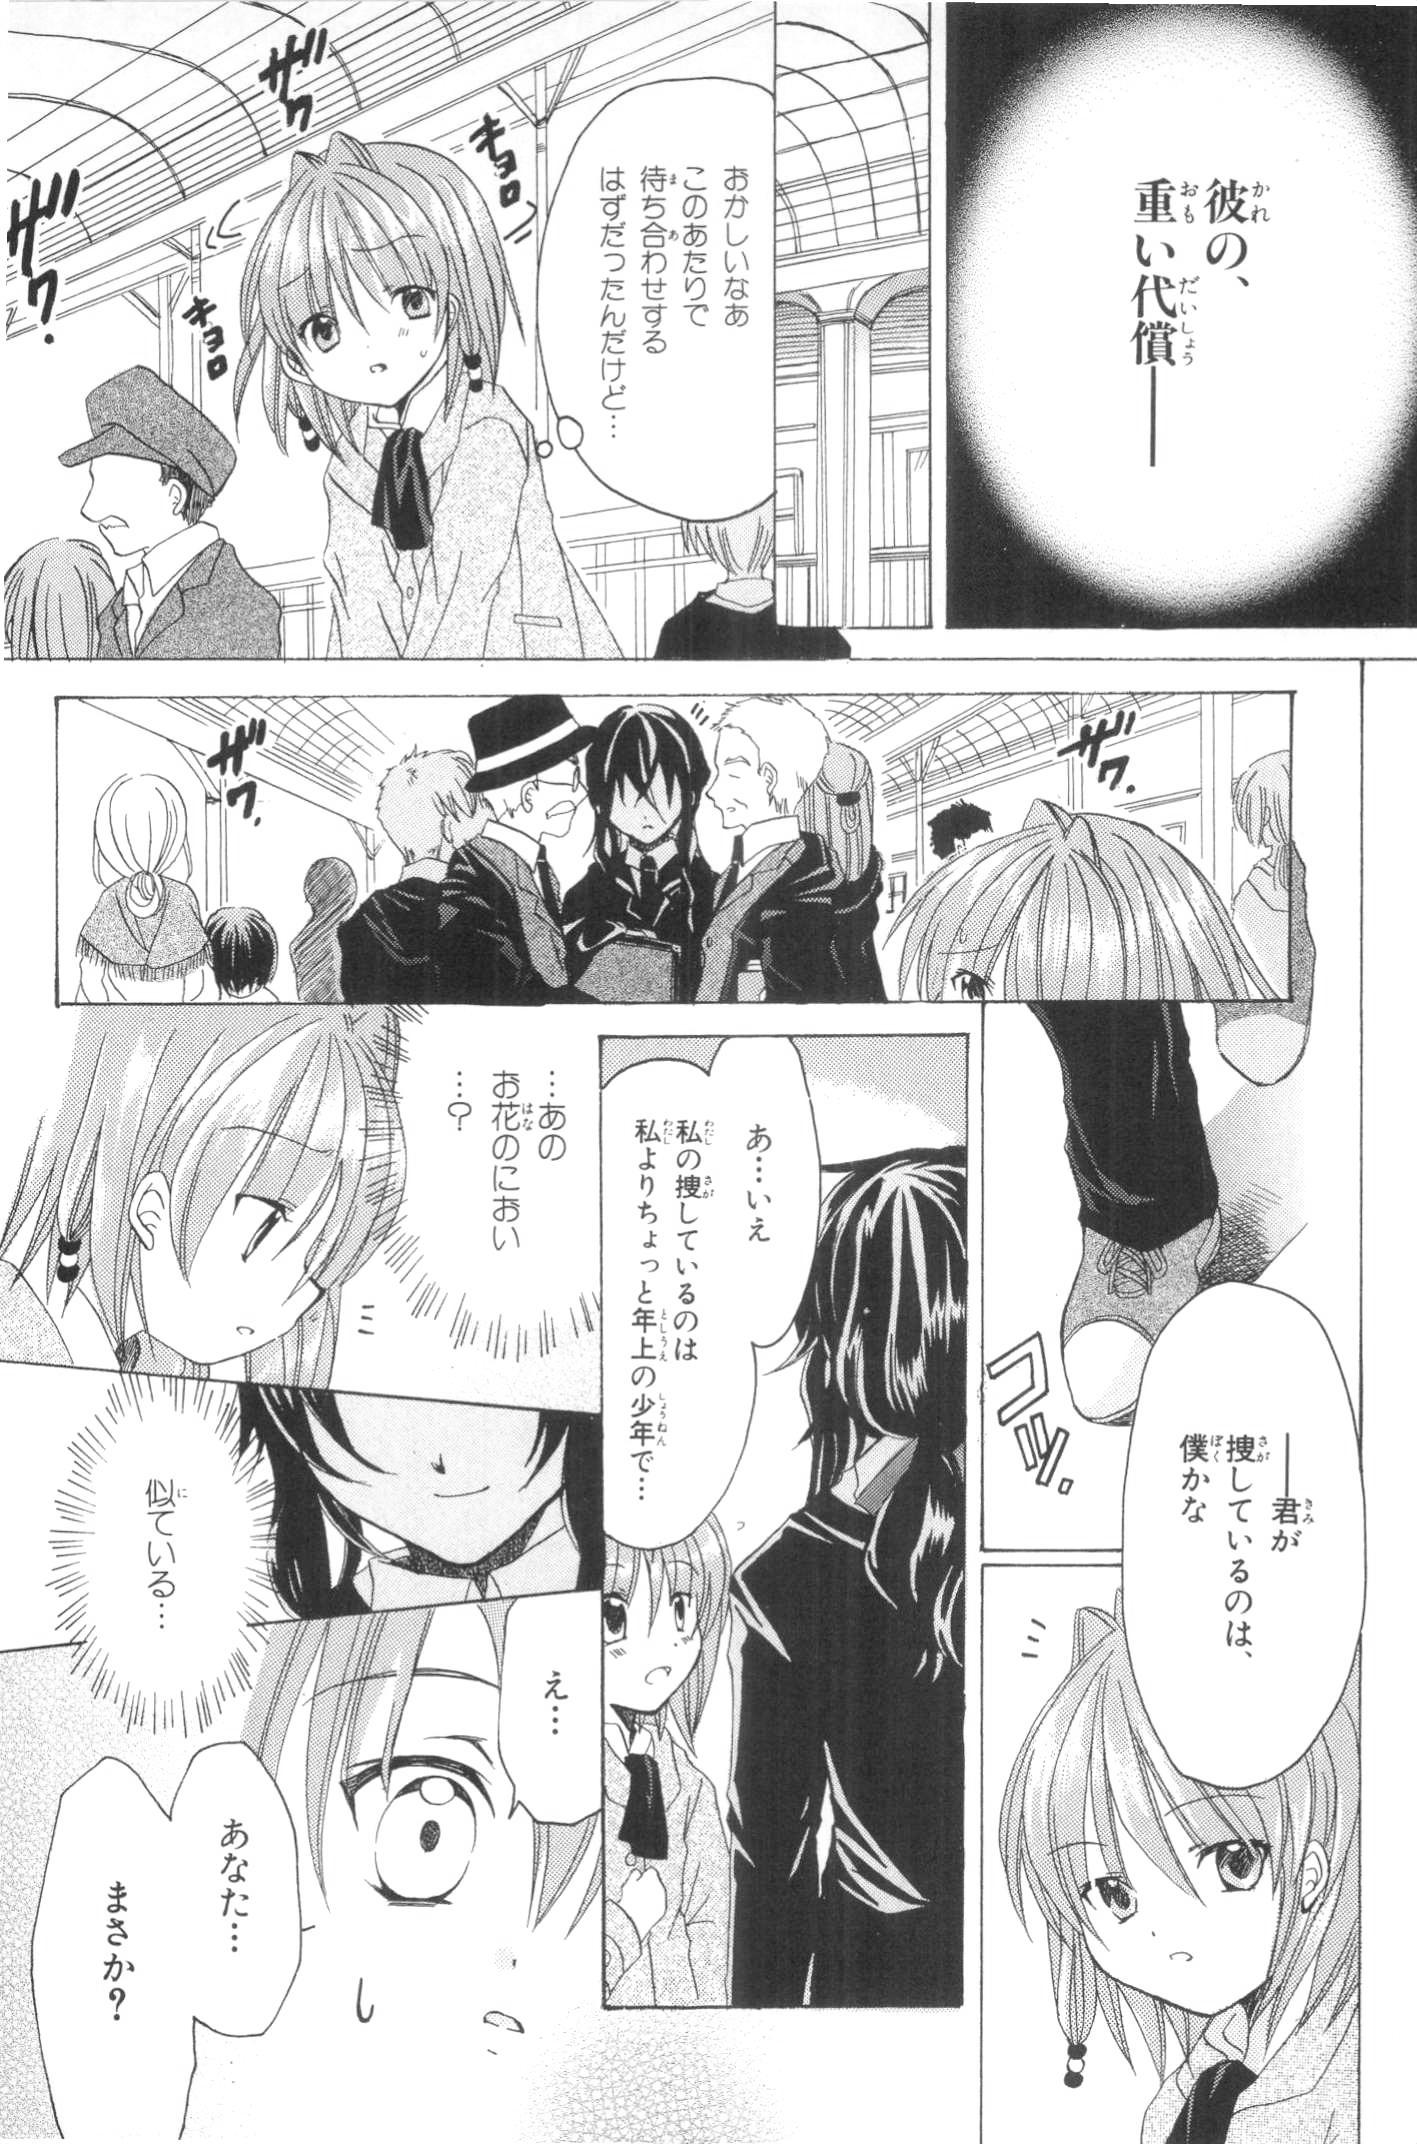 彼の、
重い代償――
おかしいなあ
このあたりで
待ち合わせする
はずだったんだけど…
キョロ
キョロ
ザワ
ザワ.
ザワ.
ザワ.
コツ.
――君が
捜しているのは、
僕かな
あ…いえ
私の捜しているのは
私よりちょっと年上の少年で…
…あの
お花のにおい
…?
似ている…
え…
あなた…
まさか?